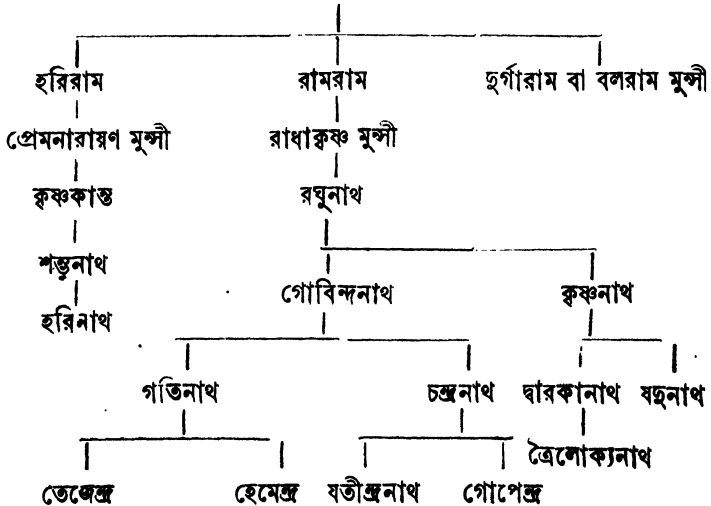 হরিরাম রামরাম দুর্গারাম বা বলরাম মুন্সী
প্রেমনারায়ণ মুন্সী রাধাকৃষ্ণ মুন্সী
কৃষ্ণকান্ত রঘুনাথ
শম্ভুনাথ
গোবিন্দনাথ কৃষ্ণনাথ
হরিনাথ
গতিনাথ চন্দ্রনাথ দ্বারকানাথ যদুনাথ
ত্রৈলোক্যনাথ
তেজেন্দ্র হেমেন্দ্র যতীন্দ্রনাথ গোপেন্দ্র